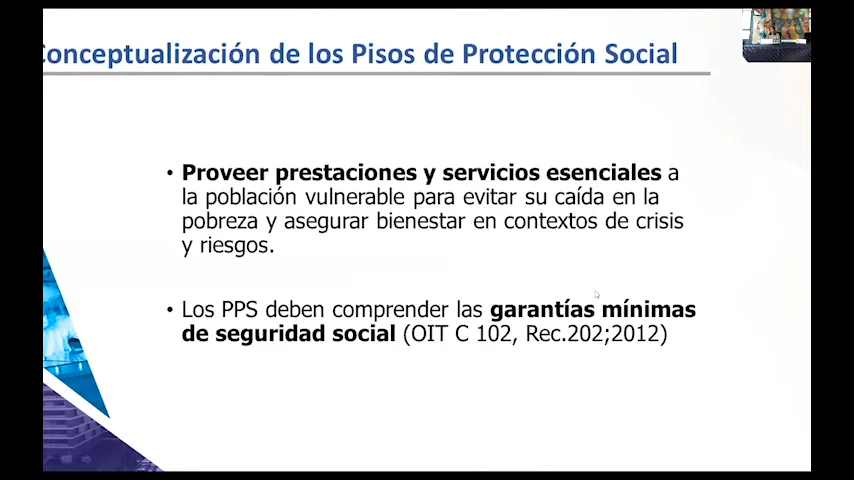 Conceptualización de los Pisos de Protección Social
• Proveer prestaciones y servicios esenciales a
la población vulnerable para evitar su caída en la
pobreza y asegurar bienestar en contextos de crisis
y riesgos.
• Los PPS deben comprender las garantías mínimas
de seguridad social (OIT C 102, Rec.202;2012)